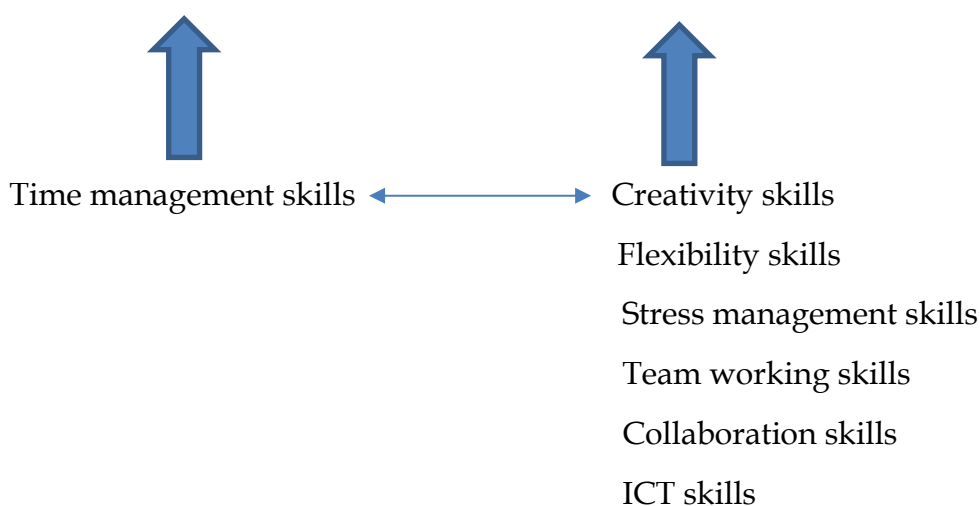 Time management skills
Creativity skills
Flexibility skills
Stress management skills
Team working skills
Collaboration skills
ICT skills